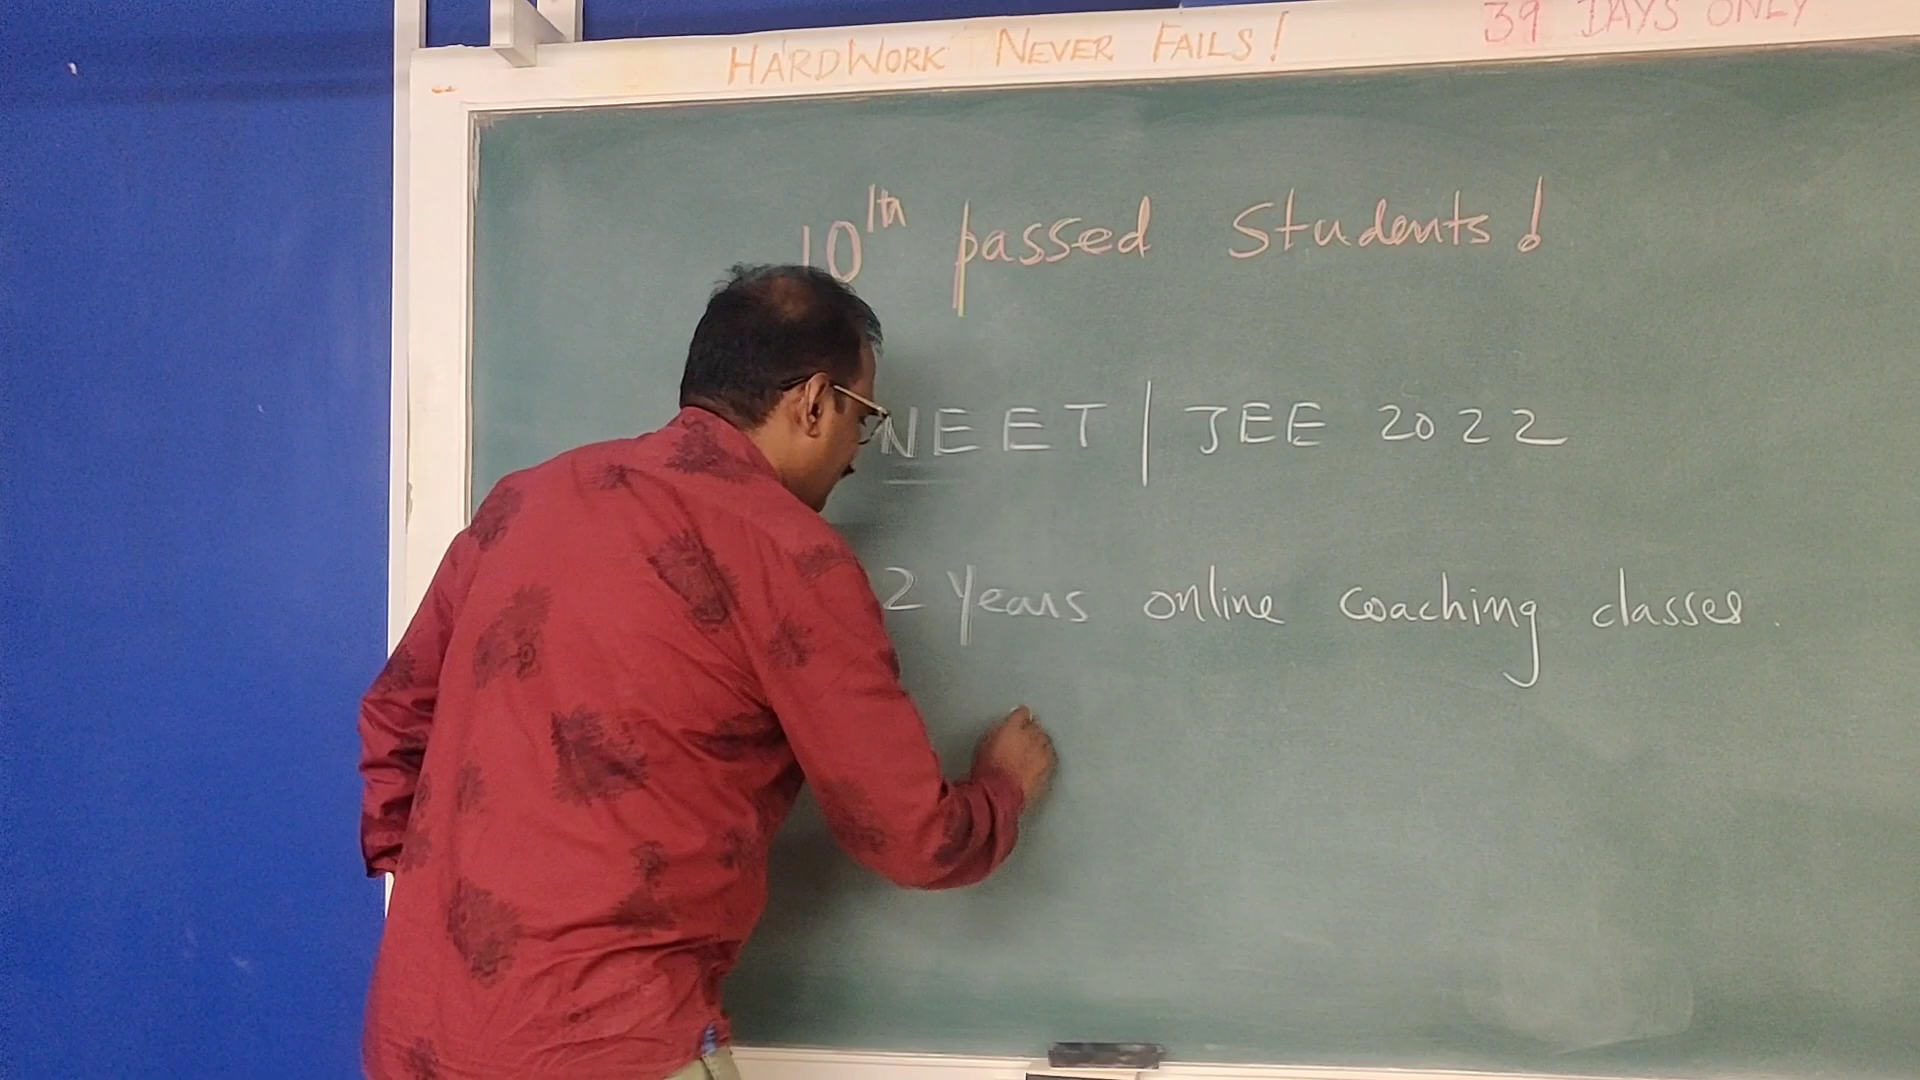 HARDWORK NEVER FAILS!
39 DAYS ONLY
10th passed Students!
NEET | JEE 2022
2 Years online coaching classes.